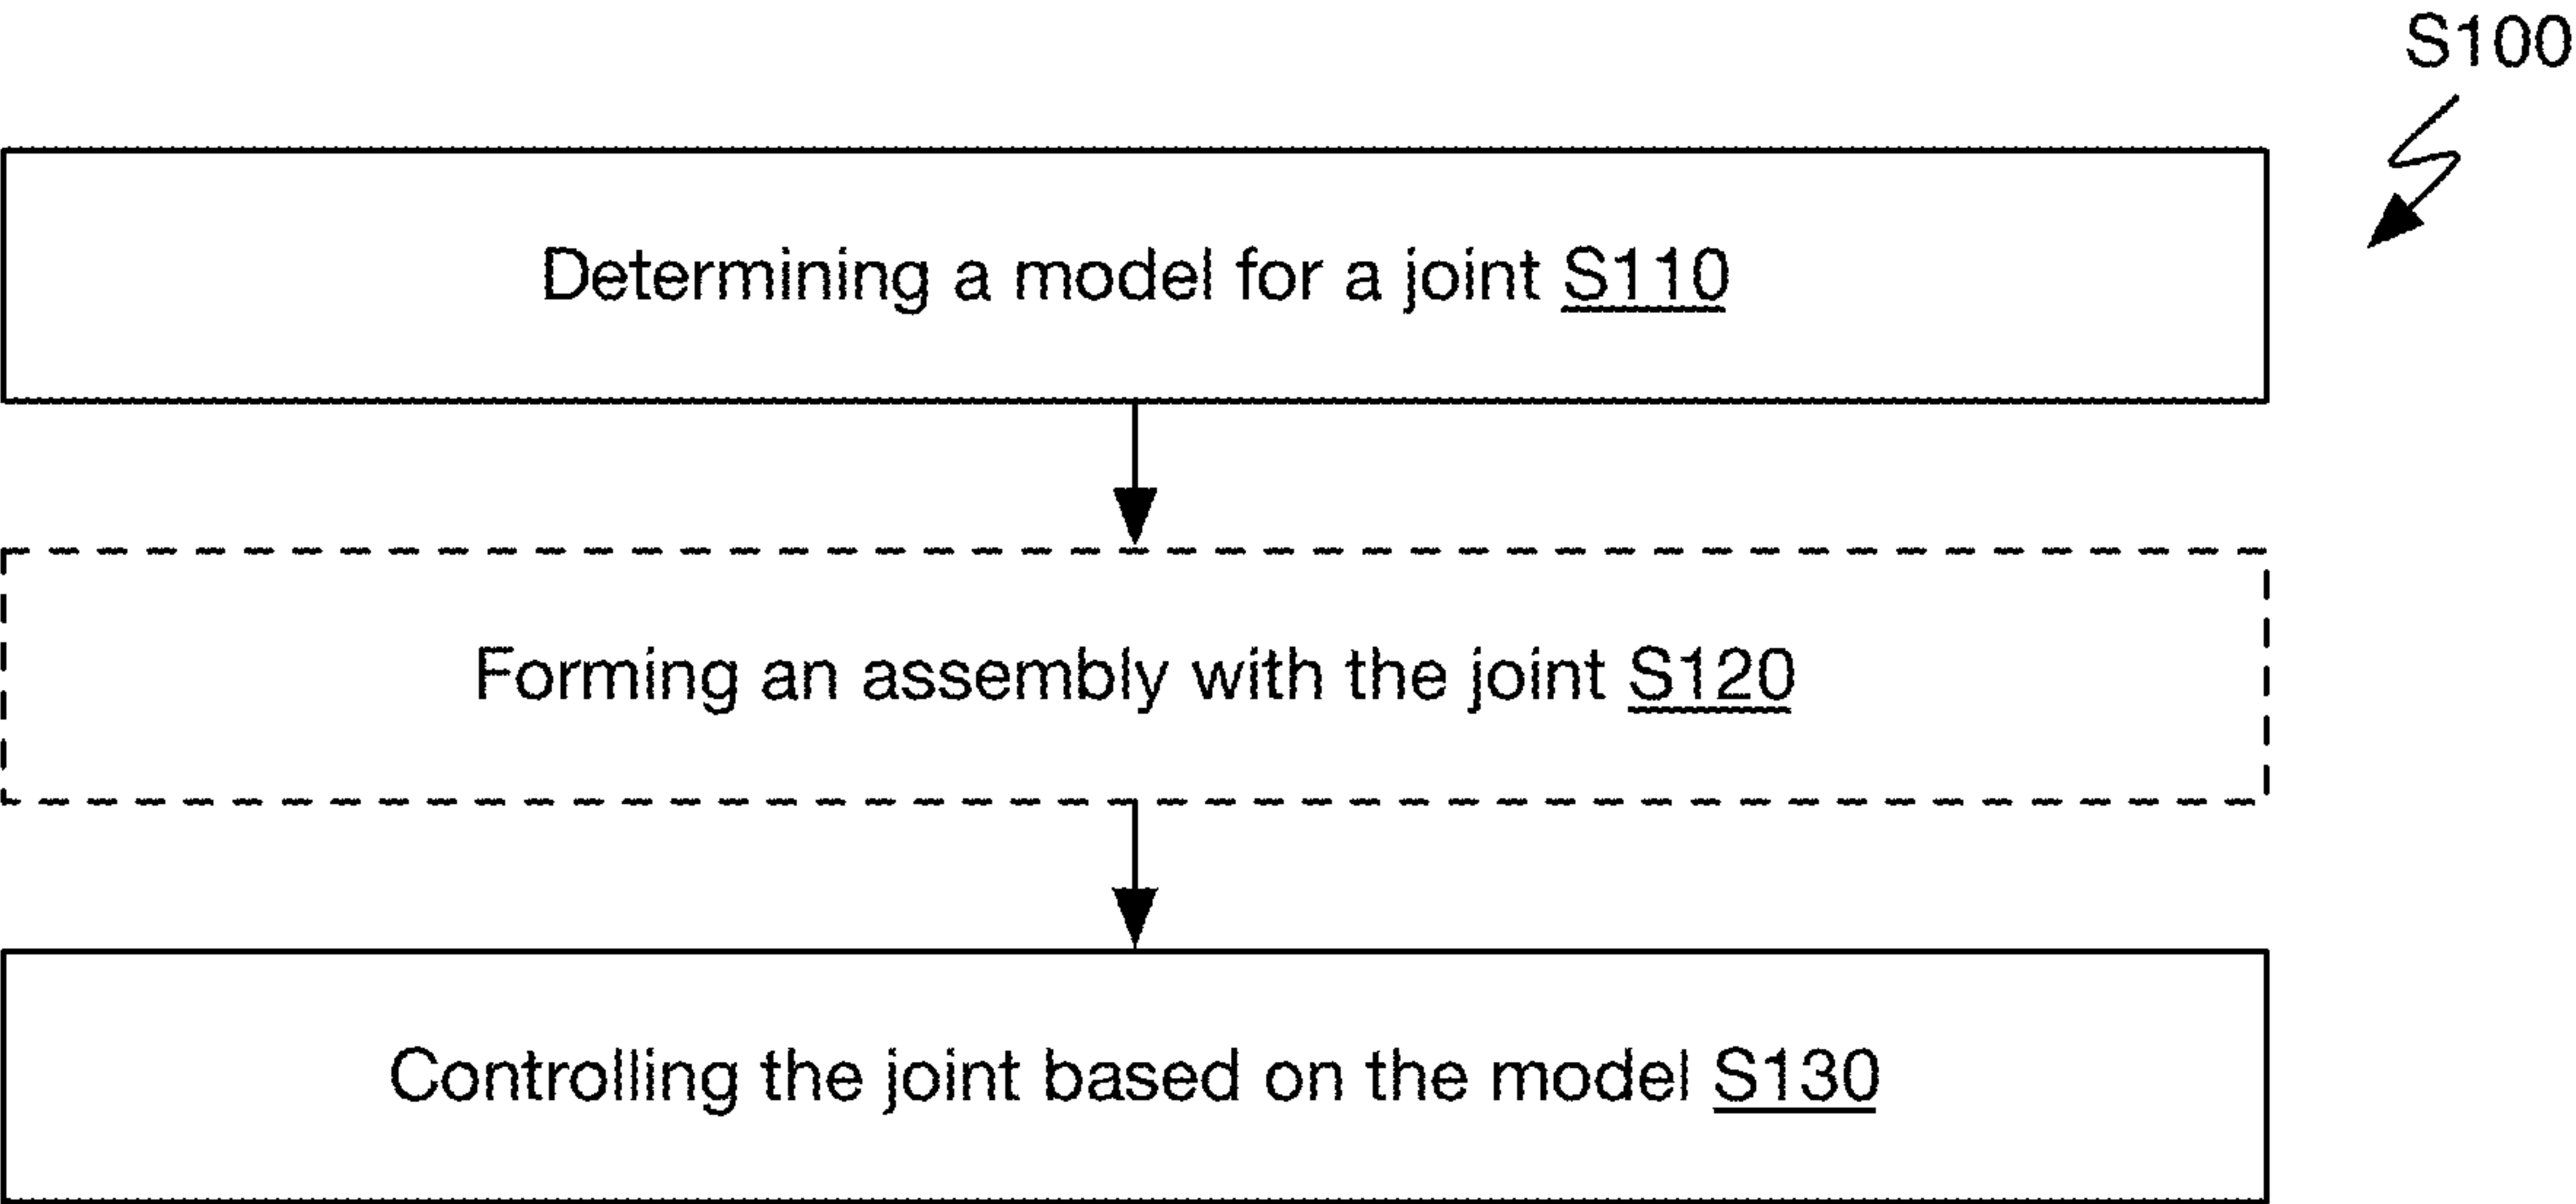 S100
Determining a model for a joint S110
Forming an assembly with the joint S120
Controlling the joint based on the model S130